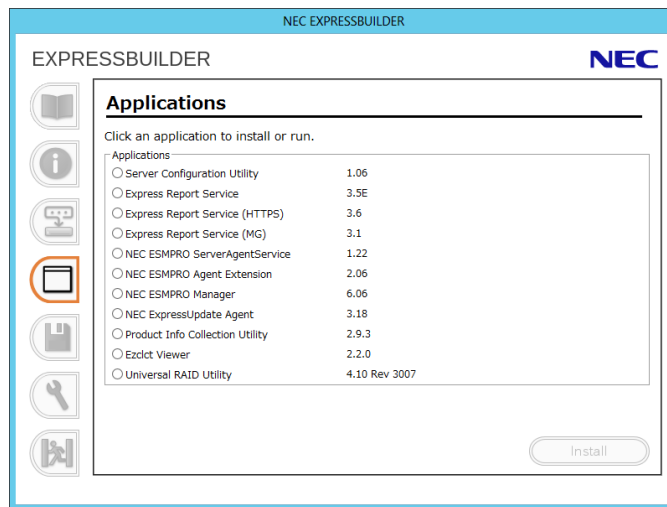 NEC EXPRESSBUILDER
EXPRESSBUILDER
NEC
Applications
Click an application to install or run.
Applications
Server Configuration Utility 1.06
Express Report Service 3.5E
Express Report Service (HTTPS) 3.6
Express Report Service (MG) 3.1
NEC ESMPRO ServerAgentService 1.22
NEC ESMPRO Agent Extension 2.06
NEC ESMPRO Manager 6.06
NEC ExpressUpdate Agent 3.18
Product Info Collection Utility 2.9.3
Ezclct Viewer 2.2.0
Universal RAID Utility 4.10 Rev 3007
Install